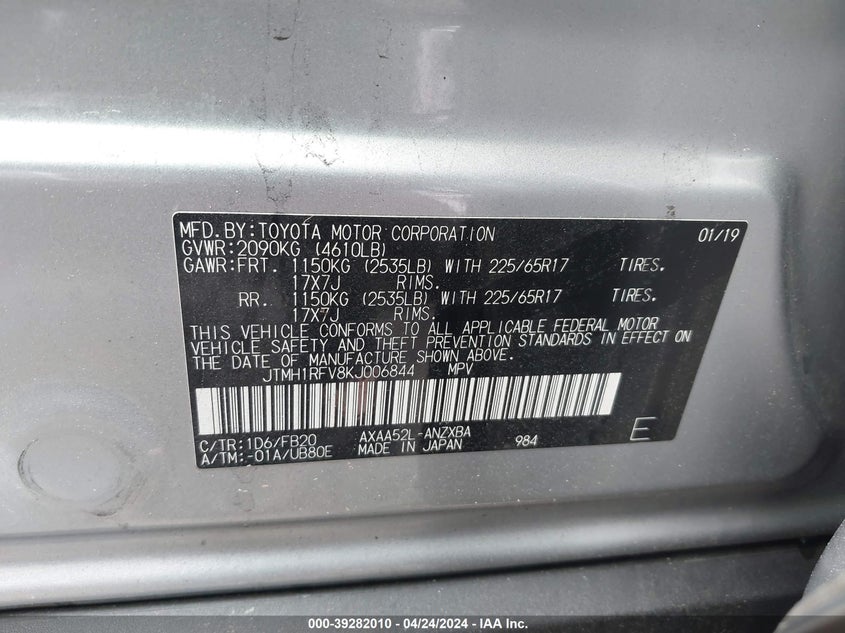 MFD.BY:TOYOTA MOTOR CORPORATION 01/19
GVWR:2090KG (4610LB)
GAWR:FRT. 1150KG (2535LB) WITH 225/65R17 TIRES.
17X7J RIMS.
RR. 1150KG (2535LB) WITH 225/65R17 TIRES.
17X7J RIMS.
THIS VEHICLE CONFORMS TO ALL APPLICABLE FEDERAL MOTOR
VEHICLE SAFETY AND THEFT PREVENTION STANDARDS IN EFFECT ON
THE DATE OF MANUFACTURE SHOWN ABOVE.
JTMH1RFV8KJ006844 MPV
C/TR:1D6/FB20 AXAA52L-ANZXBA
A/TM:-01A/UB80E MADE IN JAPAN 984 E
000-39282010 | 04/24/2024 - IAA Inc.